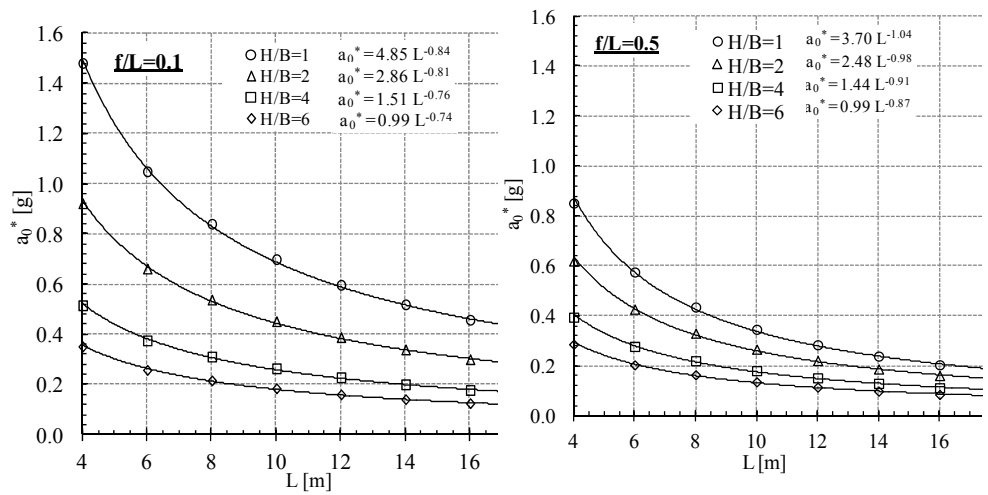 f/L=0.1
H/B=1 a₀* = 4.85 L^-0.84
H/B=2 a₀* = 2.86 L^-0.81
H/B=4 a₀* = 1.51 L^-0.76
H/B=6 a₀* = 0.99 L^-0.74
1.6
1.4
1.2
1.0
0.8
0.6
0.4
0.2
0.0
a₀* [g]
4 6 8 10 12 14 16
L [m]
f/L=0.5
H/B=1 a₀* = 3.70 L^-1.04
H/B=2 a₀* = 2.48 L^-0.98
H/B=4 a₀* = 1.44 L^-0.91
H/B=6 a₀* = 0.99 L^-0.87
1.6
1.4
1.2
1.0
0.8
0.6
0.4
0.2
0.0
a₀* [g]
4 6 8 10 12 14 16
L [m]